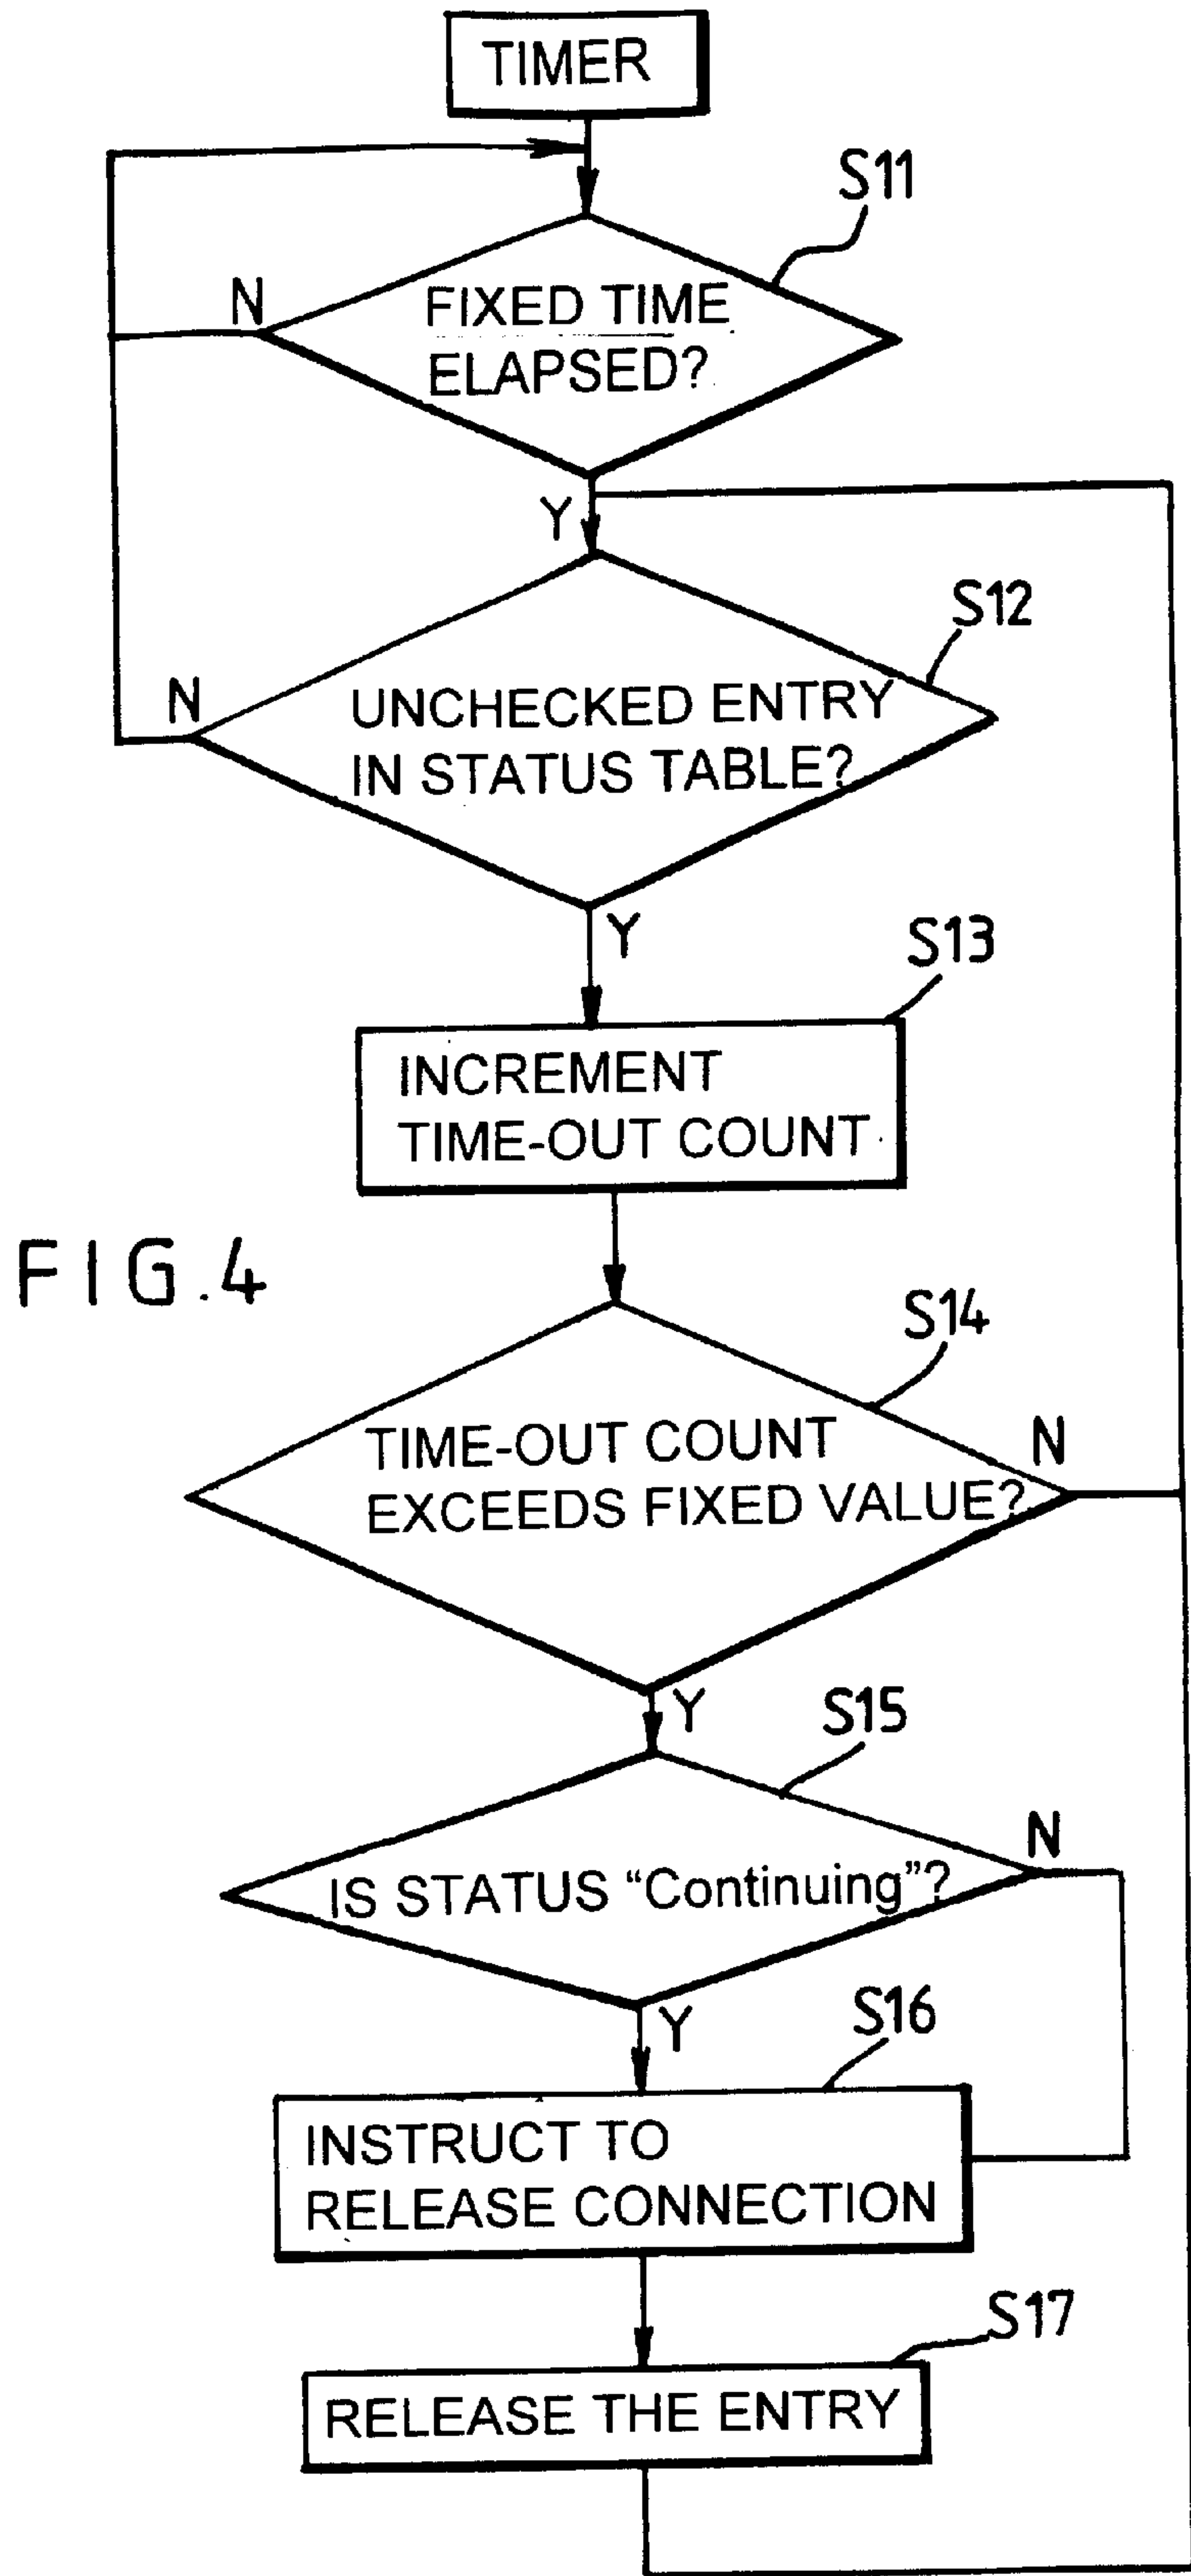 TIMER
S11
N
FIXED TIME
ELAPSED?
Y
S12
N
UNCHECKED ENTRY
IN STATUS TABLE?
Y
S13
INCREMENT
TIME-OUT COUNT
FIG.4
S14
N
TIME-OUT COUNT
EXCEEDS FIXED VALUE?
Y
S15
N
IS STATUS “Continuing”?
Y
S16
INSTRUCT TO
RELEASE CONNECTION
S17
RELEASE THE ENTRY